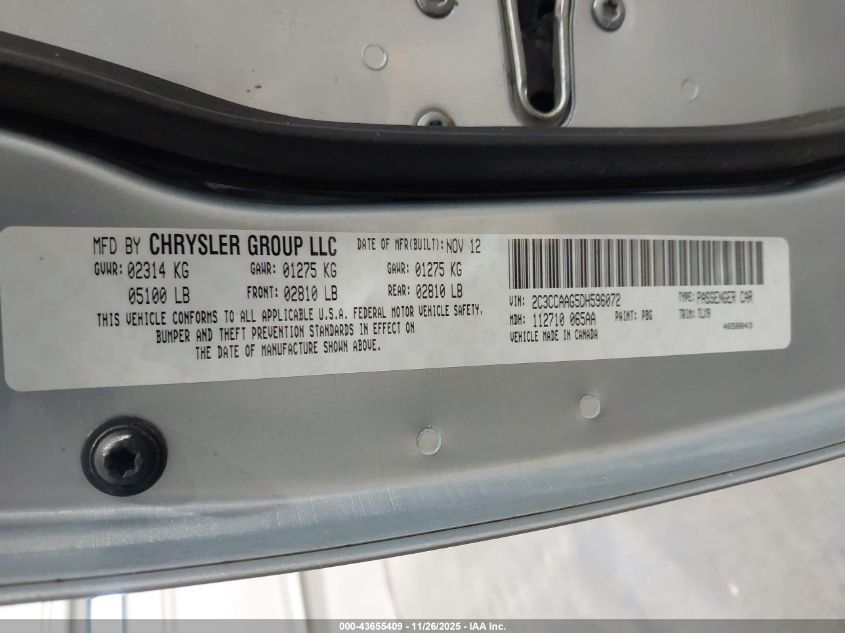 MFD BY CHRYSLER GROUP LLC DATE OF MFR(BUILT): NOV 12
GVWR: 02314 KG GAWR: 01275 KG GAWR: 01275 KG
05100 LB FRONT: 02810 LB REAR: 02810 LB
THIS VEHICLE CONFORMS TO ALL APPLICABLE U.S.A. FEDERAL MOTOR VEHICLE SAFETY,
BUMPER AND THEFT PREVENTION STANDARDS IN EFFECT ON
THE DATE OF MANUFACTURE SHOWN ABOVE.
VIN: 2C3CCAAG5DH596072 TYPE: PASSENGER CAR
MDH: 112710 065AA PAINT: PBG TRIM: TLX9
VEHICLE MADE IN CANADA 4658043
000-43655409 - 11/26/2025 - IAA Inc.